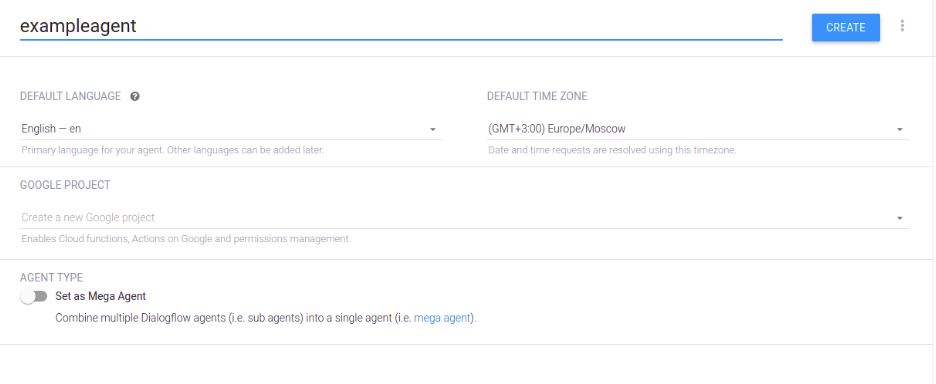 exampleagent
CREATE
DEFAULT LANGUAGE
DEFAULT TIME ZONE
English — en
(GMT+3:00) Europe/Moscow
Primary language for your agent. Other languages can be added later.
Date and time requests are resolved using this timezone.
GOOGLE PROJECT
Create a new Google project
Enables Cloud functions, Actions on Google and permissions management.
AGENT TYPE
Set as Mega Agent
Combine multiple Dialogflow agents (i.e. sub agents) into a single agent (i.e. mega agent).